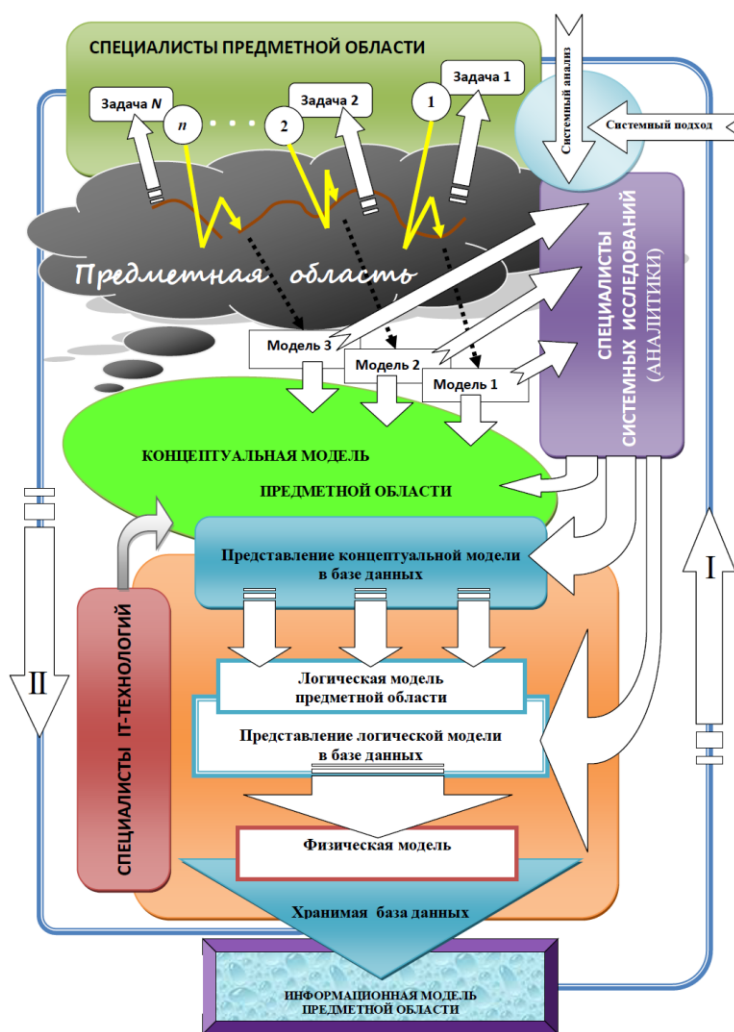 СПЕЦИАЛИСТЫ ПРЕДМЕТНОЙ ОБЛАСТИ
Задача N
Задача 2
Задача 1
n
2
1
Системный анализ
Системный подход
Предметная область
СПЕЦИАЛИСТЫ
СИСТЕМНЫХ ИССЛЕДОВАНИЙ
(АНАЛИТИКИ)
Модель 3
Модель 2
Модель 1
КОНЦЕПТУАЛЬНАЯ МОДЕЛЬ
ПРЕДМЕТНОЙ ОБЛАСТИ
Представление концептуальной модели
в базе данных
I
II
СПЕЦИАЛИСТЫ IT-ТЕХНОЛОГИЙ
Логическая модель
предметной области
Представление логической модели
в базе данных
Физическая модель
Хранимая база данных
ИНФОРМАЦИОННАЯ МОДЕЛЬ
ПРЕДМЕТНОЙ ОБЛАСТИ